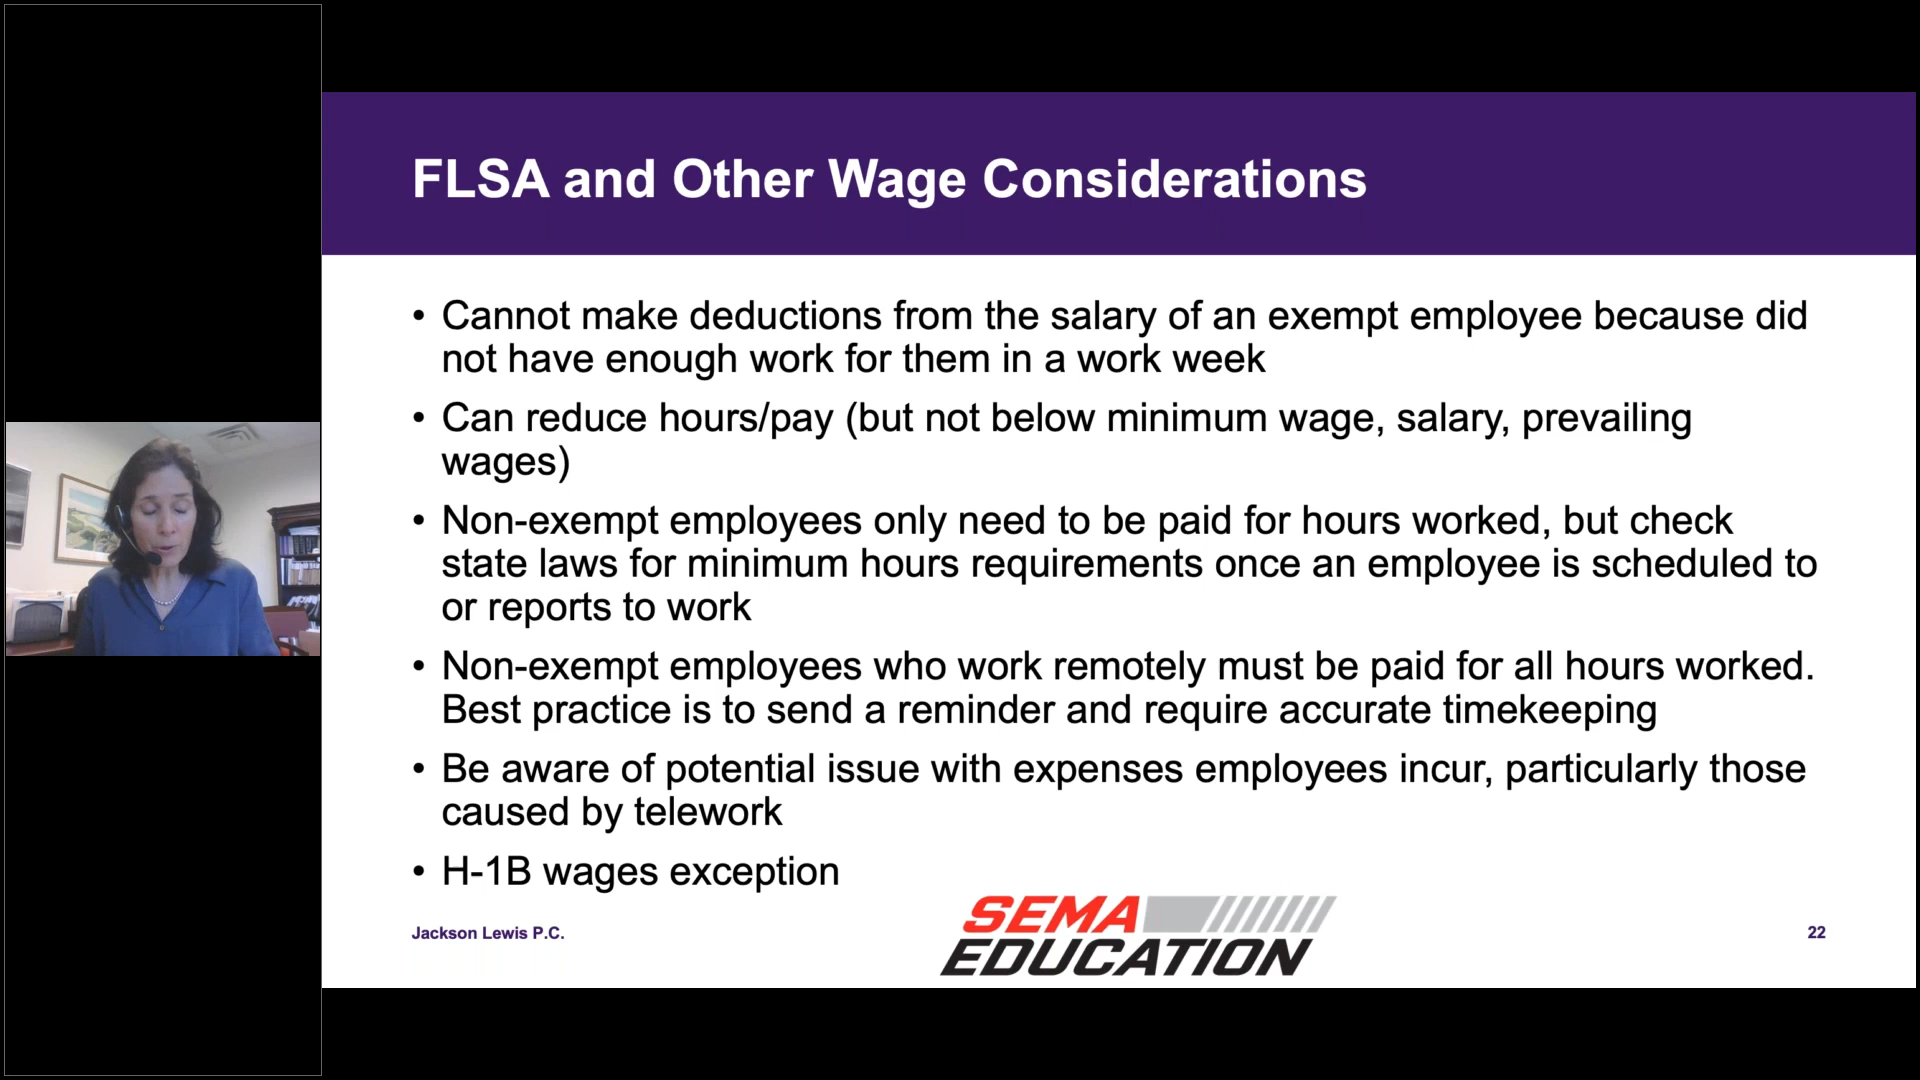 FLSA and Other Wage Considerations
• Cannot make deductions from the salary of an exempt employee because did
not have enough work for them in a work week
• Can reduce hours/pay (but not below minimum wage, salary, prevailing
wages)
• Non-exempt employees only need to be paid for hours worked, but check
state laws for minimum hours requirements once an employee is scheduled to
or reports to work
• Non-exempt employees who work remotely must be paid for all hours worked.
Best practice is to send a reminder and require accurate timekeeping
• Be aware of potential issue with expenses employees incur, particularly those
caused by telework
• H-1B wages exception
Jackson Lewis P.C.
SEMA
EDUCATION
22